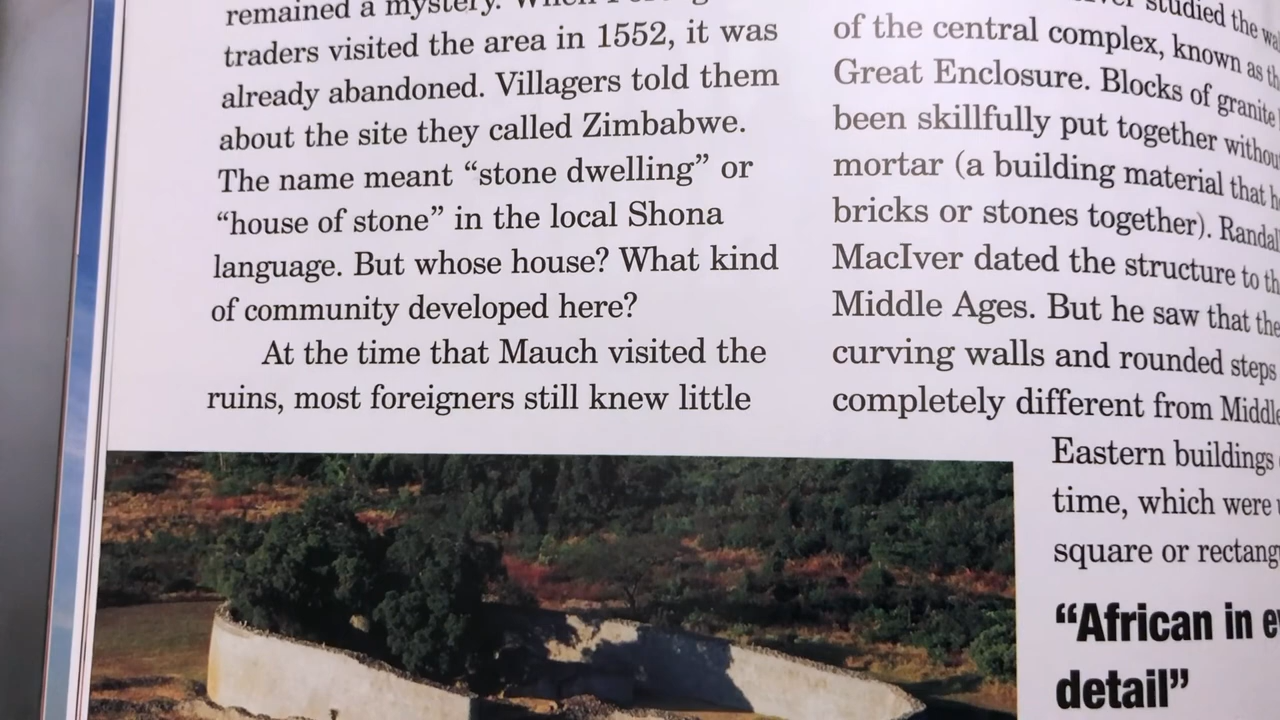 remained a mystery. When
traders visited the area in 1552, it was
already abandoned. Villagers told them
about the site they called Zimbabwe.
The name meant “stone dwelling” or
“house of stone” in the local Shona
language. But whose house? What kind
of community developed here?
At the time that Mauch visited the
ruins, most foreigners still knew little
studied the
of the central complex, known as
Great Enclosure. Blocks of granite
been skillfully put together without
mortar (a building material that
bricks or stones together). Randall
MacIver dated the structure to
Middle Ages. But he saw that the
curving walls and rounded steps
completely different from Middle
Eastern buildings
time, which were
square or
“African in
detail”